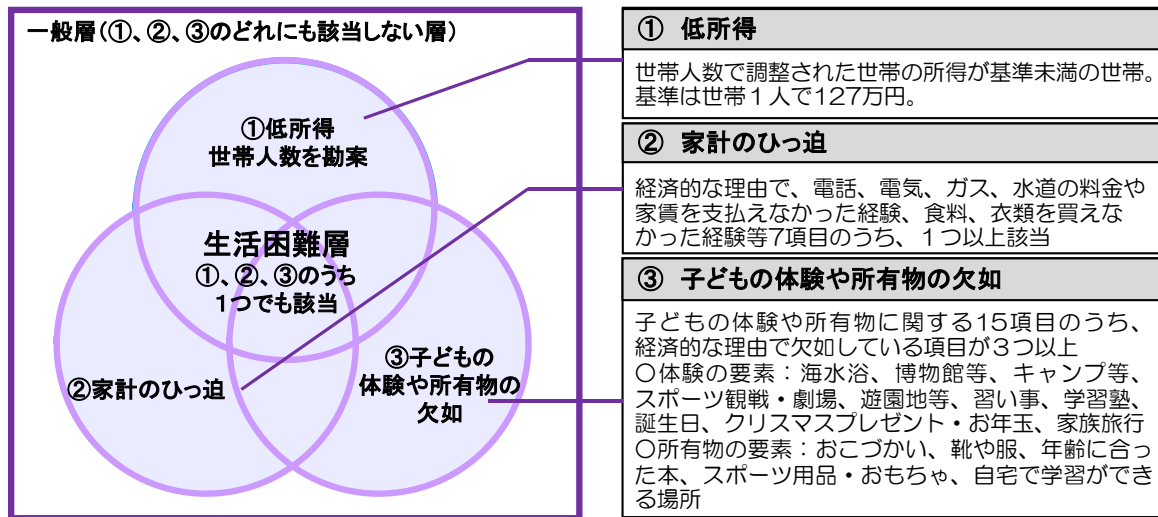 一般層(①、②、③のどれにも該当しない層)
①低所得
世帯人数を勘案
生活困難層
①、②、③のうち
1つでも該当
②家計のひっ迫
③子どもの
体験や所有物の
欠如
① 低所得
世帯人数で調整された世帯の所得が基準未満の世帯。
基準は世帯1人で127万円。
② 家計のひっ迫
経済的な理由で、電話、電気、ガス、水道の料金や
家賃を支払えなかった経験、食料、衣類を買えな
かった経験等7項目のうち、1つ以上該当
③ 子どもの体験や所有物の欠如
子どもの体験や所有物に関する15項目のうち、
経済的な理由で欠如している項目が3つ以上
〇体験の要素:海水浴、博物館等、キャンプ等、
スポーツ観戦・劇場、遊園地等、習い事、学習塾、
誕生日、クリスマスプレゼント・お年玉、家族旅行
〇所有物の要素:おこづかい、靴や服、年齢に合っ
た本、スポーツ用品・おもちゃ、自宅で学習ができ
る場所